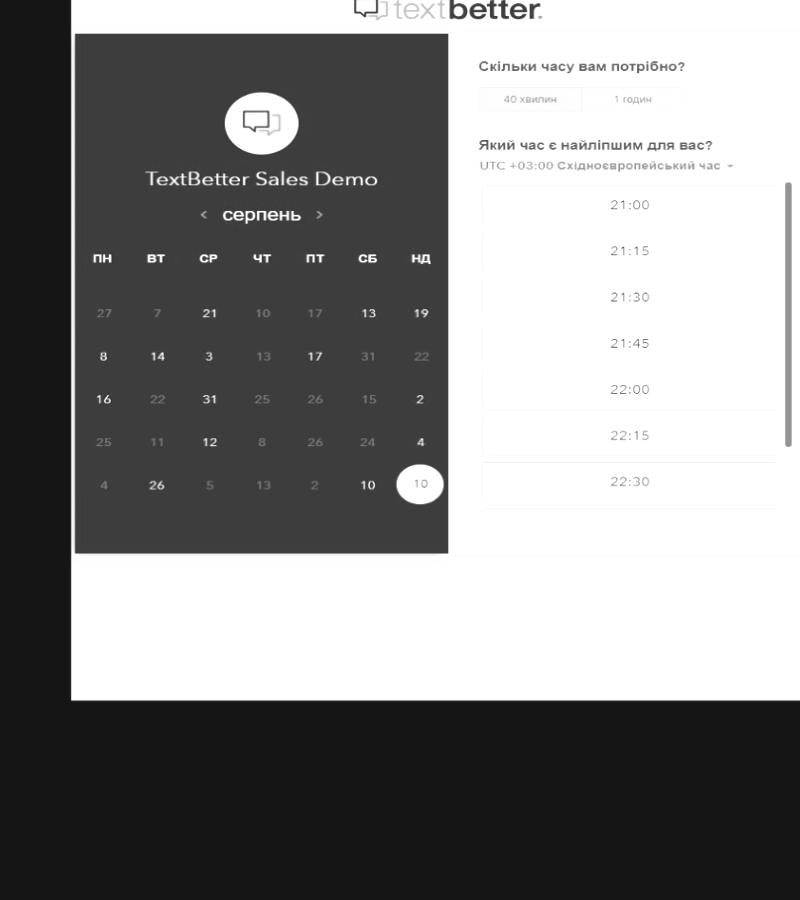 textbetter.
TextBetter Sales Demo
< серпень >
ПН ВТ СР ЧТ ПТ СБ НД
27 7 21 10 17 13 19
8 14 3 13 17 31 22
16 22 31 25 26 15 2
25 11 12 8 26 24 4
4 26 5 13 2 10 10
Скільки часу вам потрібно?
40 хвилин 1 годин
Який час є найліпшим для вас?
UTC +03:00 Східноєвропейський час
21:00
21:15
21:30
21:45
22:00
22:15
22:30